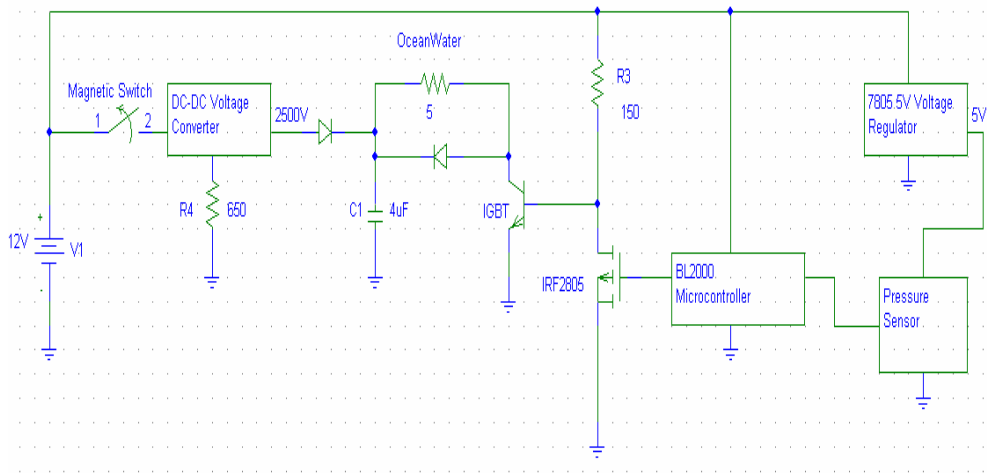 OceanWater
5
Magnetic Switch
1
2
DC-DC Voltage
Converter
2500V
R4
650
C1
4uF
IGBT
R3
150
IRF2805
BL2000
Microcontroller
7805 5V Voltage
Regulator
5V
Pressure
Sensor
+
12V
V1
-